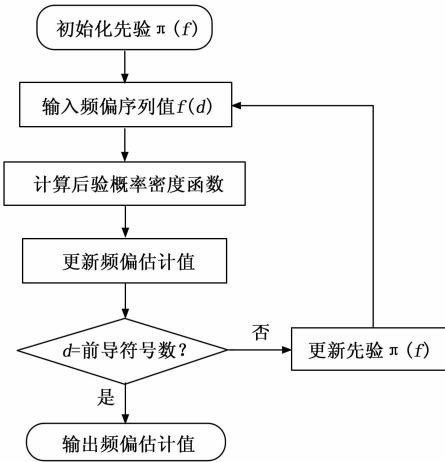 初始化先验 π(f)
输入频偏序列值f(d)
计算后验概率密度函数
更新频偏估计值
d=前导符号数?
否
更新先验 π(f)
是
输出频偏估计值